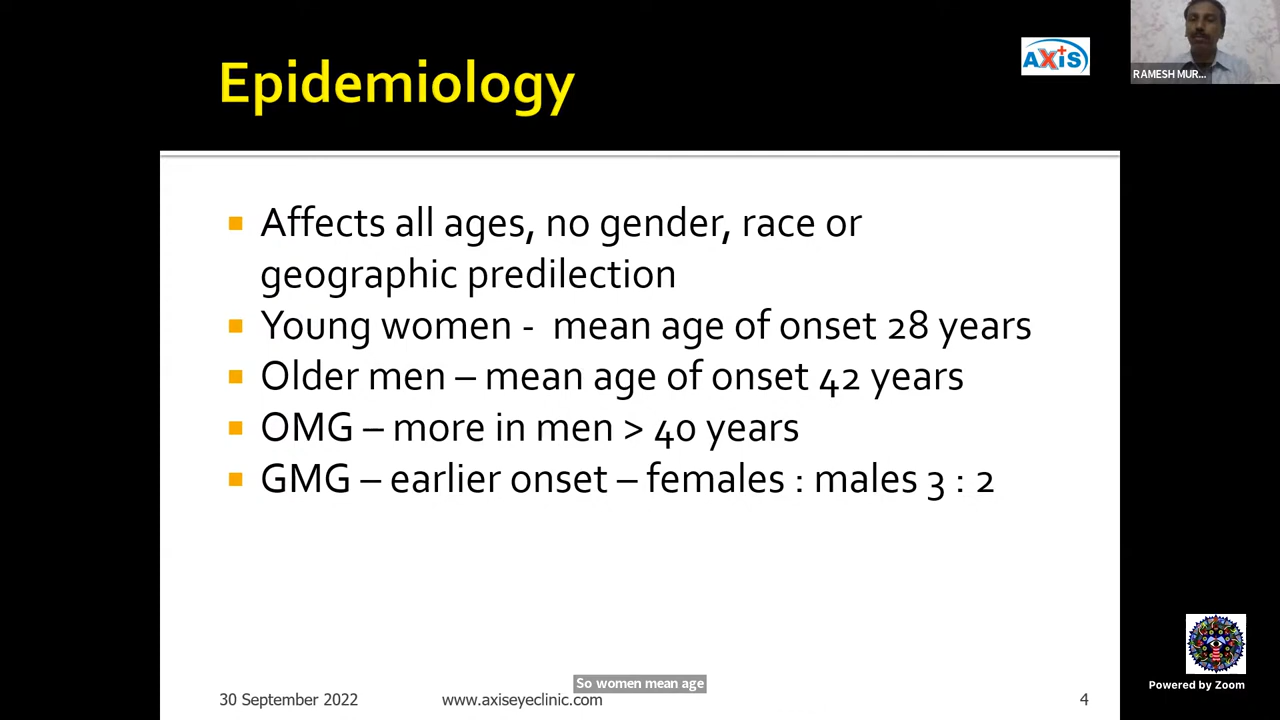 Epidemiology
AXiS
RAMESH MUR...
Affects all ages, no gender, race or
geographic predilection
Young women - mean age of onset 28 years
Older men – mean age of onset 42 years
OMG – more in men > 40 years
GMG – earlier onset – females : males 3 : 2
So women mean age
30 September 2022
www.axiseyeclinic.com
4
Powered by Zoom